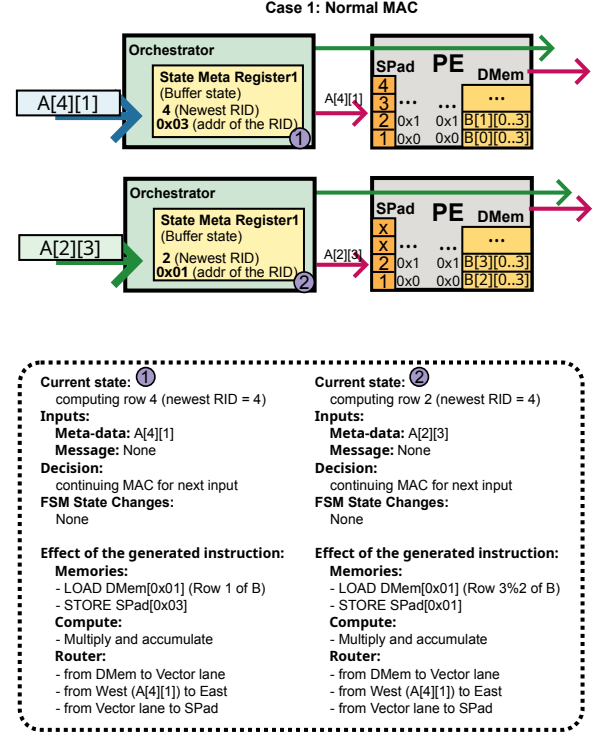 Case 1: Normal MAC
Orchestrator
State Meta Register1
(Buffer state)
4 (Newest RID)
0x03 (addr of the RID)
1
A[4][1]
A[4][1]
SPad
PE
DMem
4
3
2
1
...
...
...
0x1
0x1
B[1][0..3]
0x0
0x0
B[0][0..3]
Orchestrator
State Meta Register1
(Buffer state)
2 (Newest RID)
0x01 (addr of the RID)
2
A[2][3]
A[2][3]
SPad
PE
DMem
x
x
2
1
...
...
...
0x1
0x1
B[3][0..3]
0x0
0x0
B[2][0..3]
Current state: 1
computing row 4 (newest RID = 4)
Inputs:
Meta-data: A[4][1]
Message: None
Decision:
continuing MAC for next input
FSM State Changes:
None
Effect of the generated instruction:
Memories:
- LOAD DMem[0x01] (Row 1 of B)
- STORE SPad[0x03]
Compute:
- Multiply and accumulate
Router:
- from DMem to Vector lane
- from West (A[4][1]) to East
- from Vector lane to SPad
Current state: 2
computing row 2 (newest RID = 4)
Inputs:
Meta-data: A[2][3]
Message: None
Decision:
continuing MAC for next input
FSM State Changes:
None
Effect of the generated instruction:
Memories:
- LOAD DMem[0x01] (Row 3%2 of B)
- STORE SPad[0x01]
Compute:
- Multiply and accumulate
Router:
- from DMem to Vector lane
- from West (A[4][1]) to East
- from Vector lane to SPad